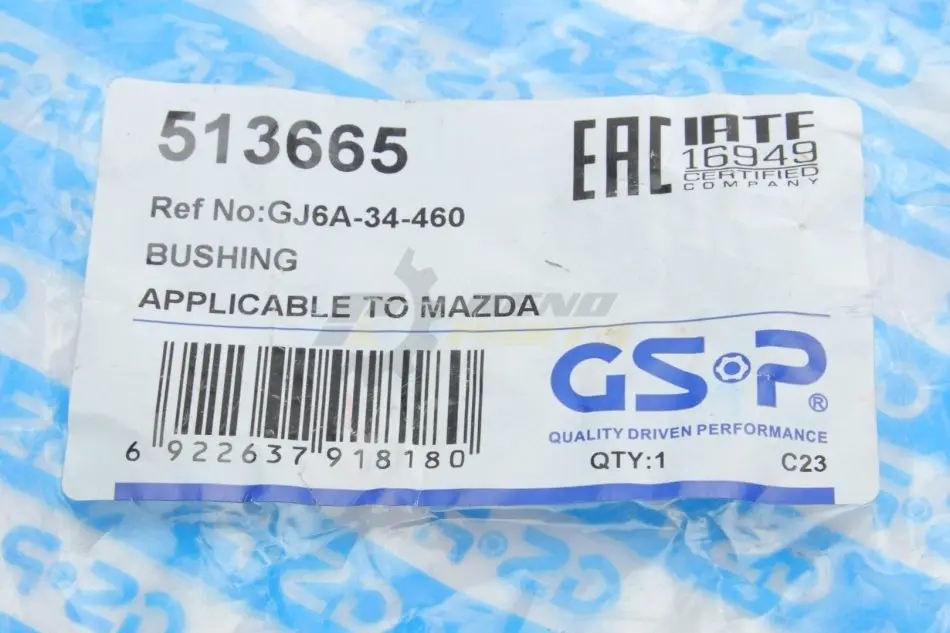 513665
EAC
IATF
16949
CERTIFIED
COMPANY
Ref No:GJ6A-34-460
BUSHING
APPLICABLE TO MAZDA
GSP®
QUALITY DRIVEN PERFORMANCE
6 922637 918180
QTY:1
C23